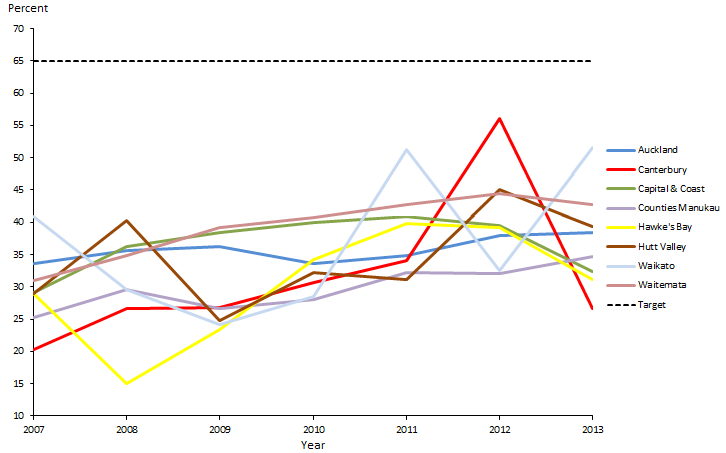 Percent
70
65
60
55
50
45
40
35
30
25
20
15
10
2007 2008 2009 2010 2011 2012 2013
Year
Auckland
Canterbury
Capital & Coast
Counties Manukau
Hawke's Bay
Hutt Valley
Waikato
Waitemata
Target